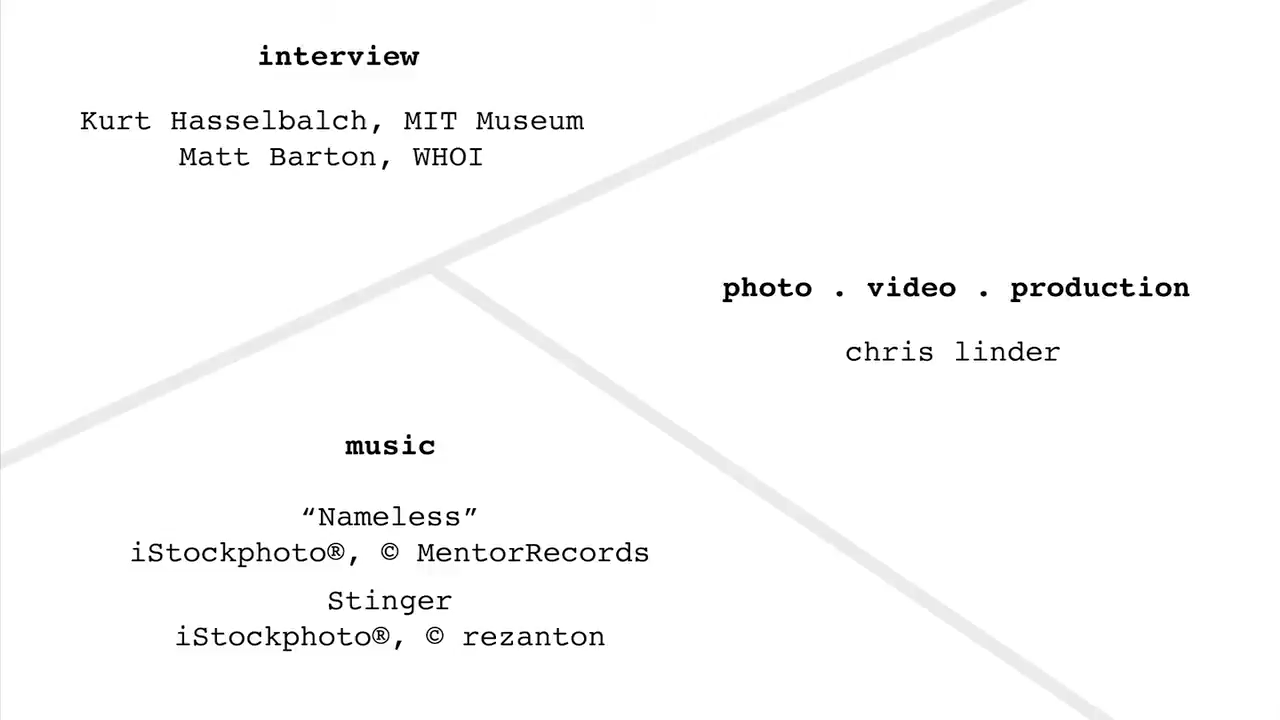 interview
Kurt Hasselbalch, MIT Museum
Matt Barton, WHOI
photo . video . production
chris linder
music
“Nameless”
iStockphoto®, © MentorRecords
Stinger
iStockphoto®, © rezanton